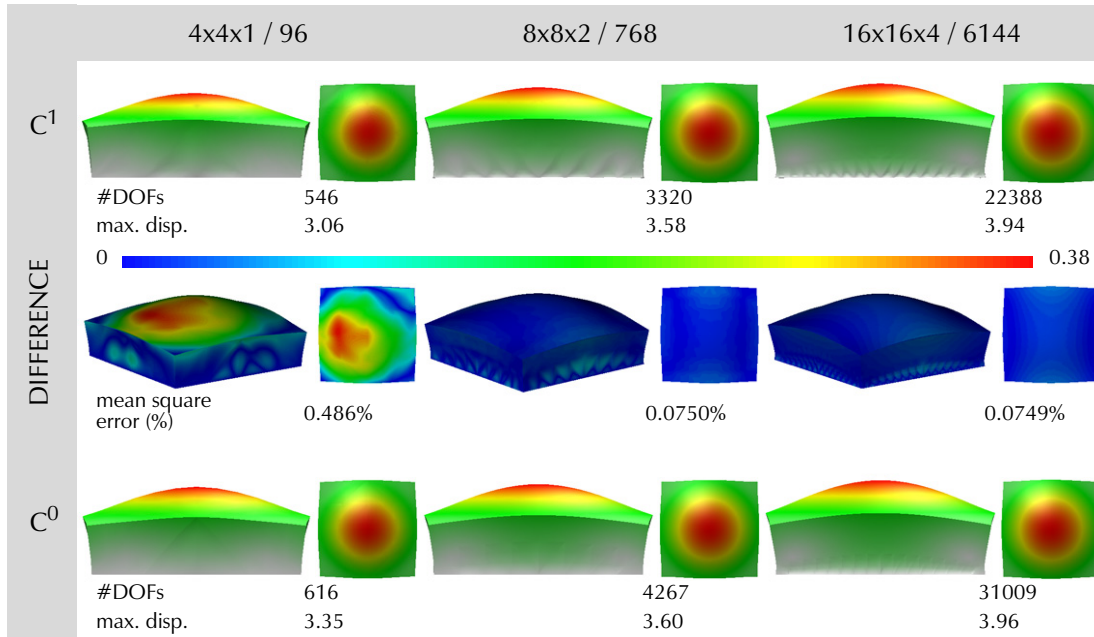 4x4x1 / 96 8x8x2 / 768 16x16x4 / 6144
C¹
#DOFs 546 3320 22388
max. disp. 3.06 3.58 3.94
DIFFERENCE
0 0.38
mean square
error (%) 0.486% 0.0750% 0.0749%
C⁰
#DOFs 616 4267 31009
max. disp. 3.35 3.60 3.96